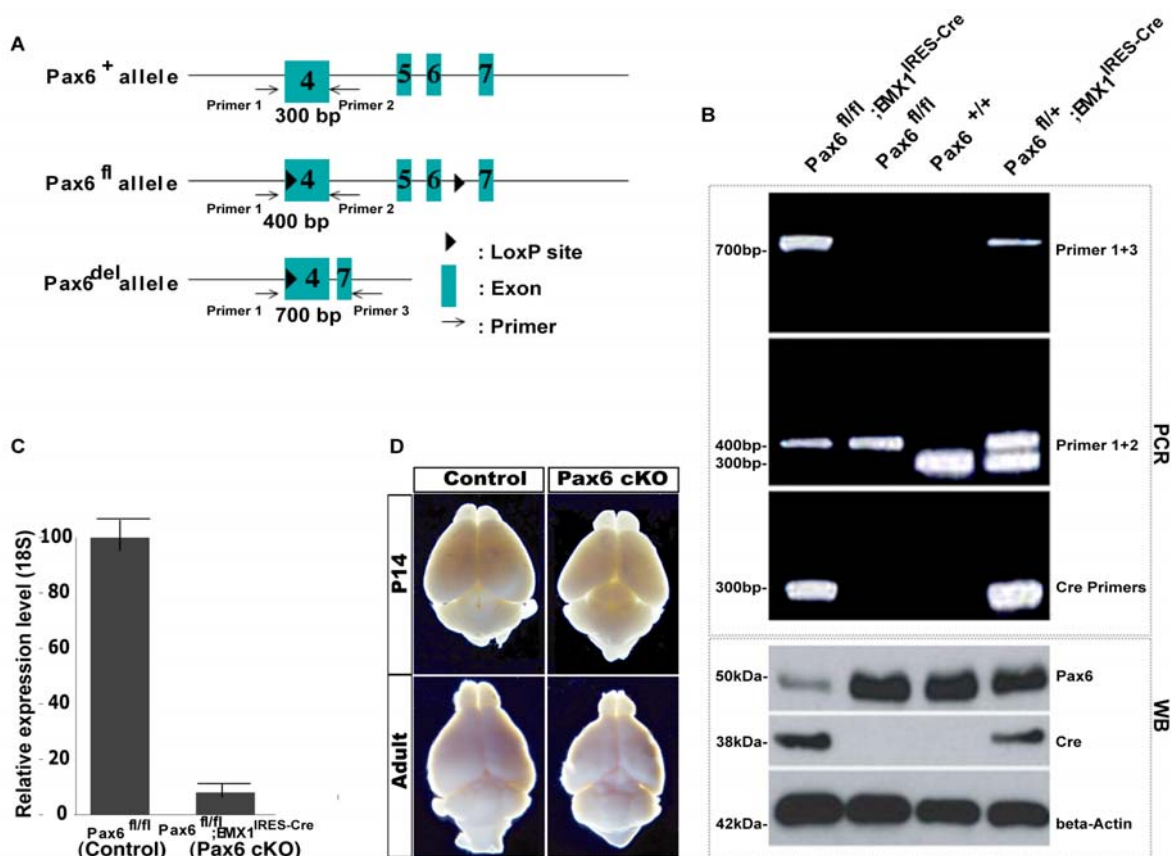 A
Pax6 + allele
4 5 6 7
Primer 1 Primer 2
300 bp
Pax6 fl allele
4 5 6 7
Primer 1 Primer 2
400 bp
Pax6 del allele
4 7
Primer 1 Primer 3
700 bp
: LoxP site
: Exon
: Primer
B
Pax6 fl/fl ;EMX1 IRES-Cre
Pax6 fl/fl
Pax6 +/+
Pax6 fl/+ ;EMX1 IRES-Cre
700bp- Primer 1+3
400bp- Primer 1+2
300bp-
300bp- Cre Primers
PCR
50kDa- Pax6
38kDa- Cre
42kDa- beta-Actin
WB
C
Relative expression level (18S)
100
80
60
40
20
0
Pax6 fl/fl
(Control)
Pax6 fl/fl ;EMX1 IRES-Cre
(Pax6 cKO)
D
Control Pax6 cKO
P14
Adult